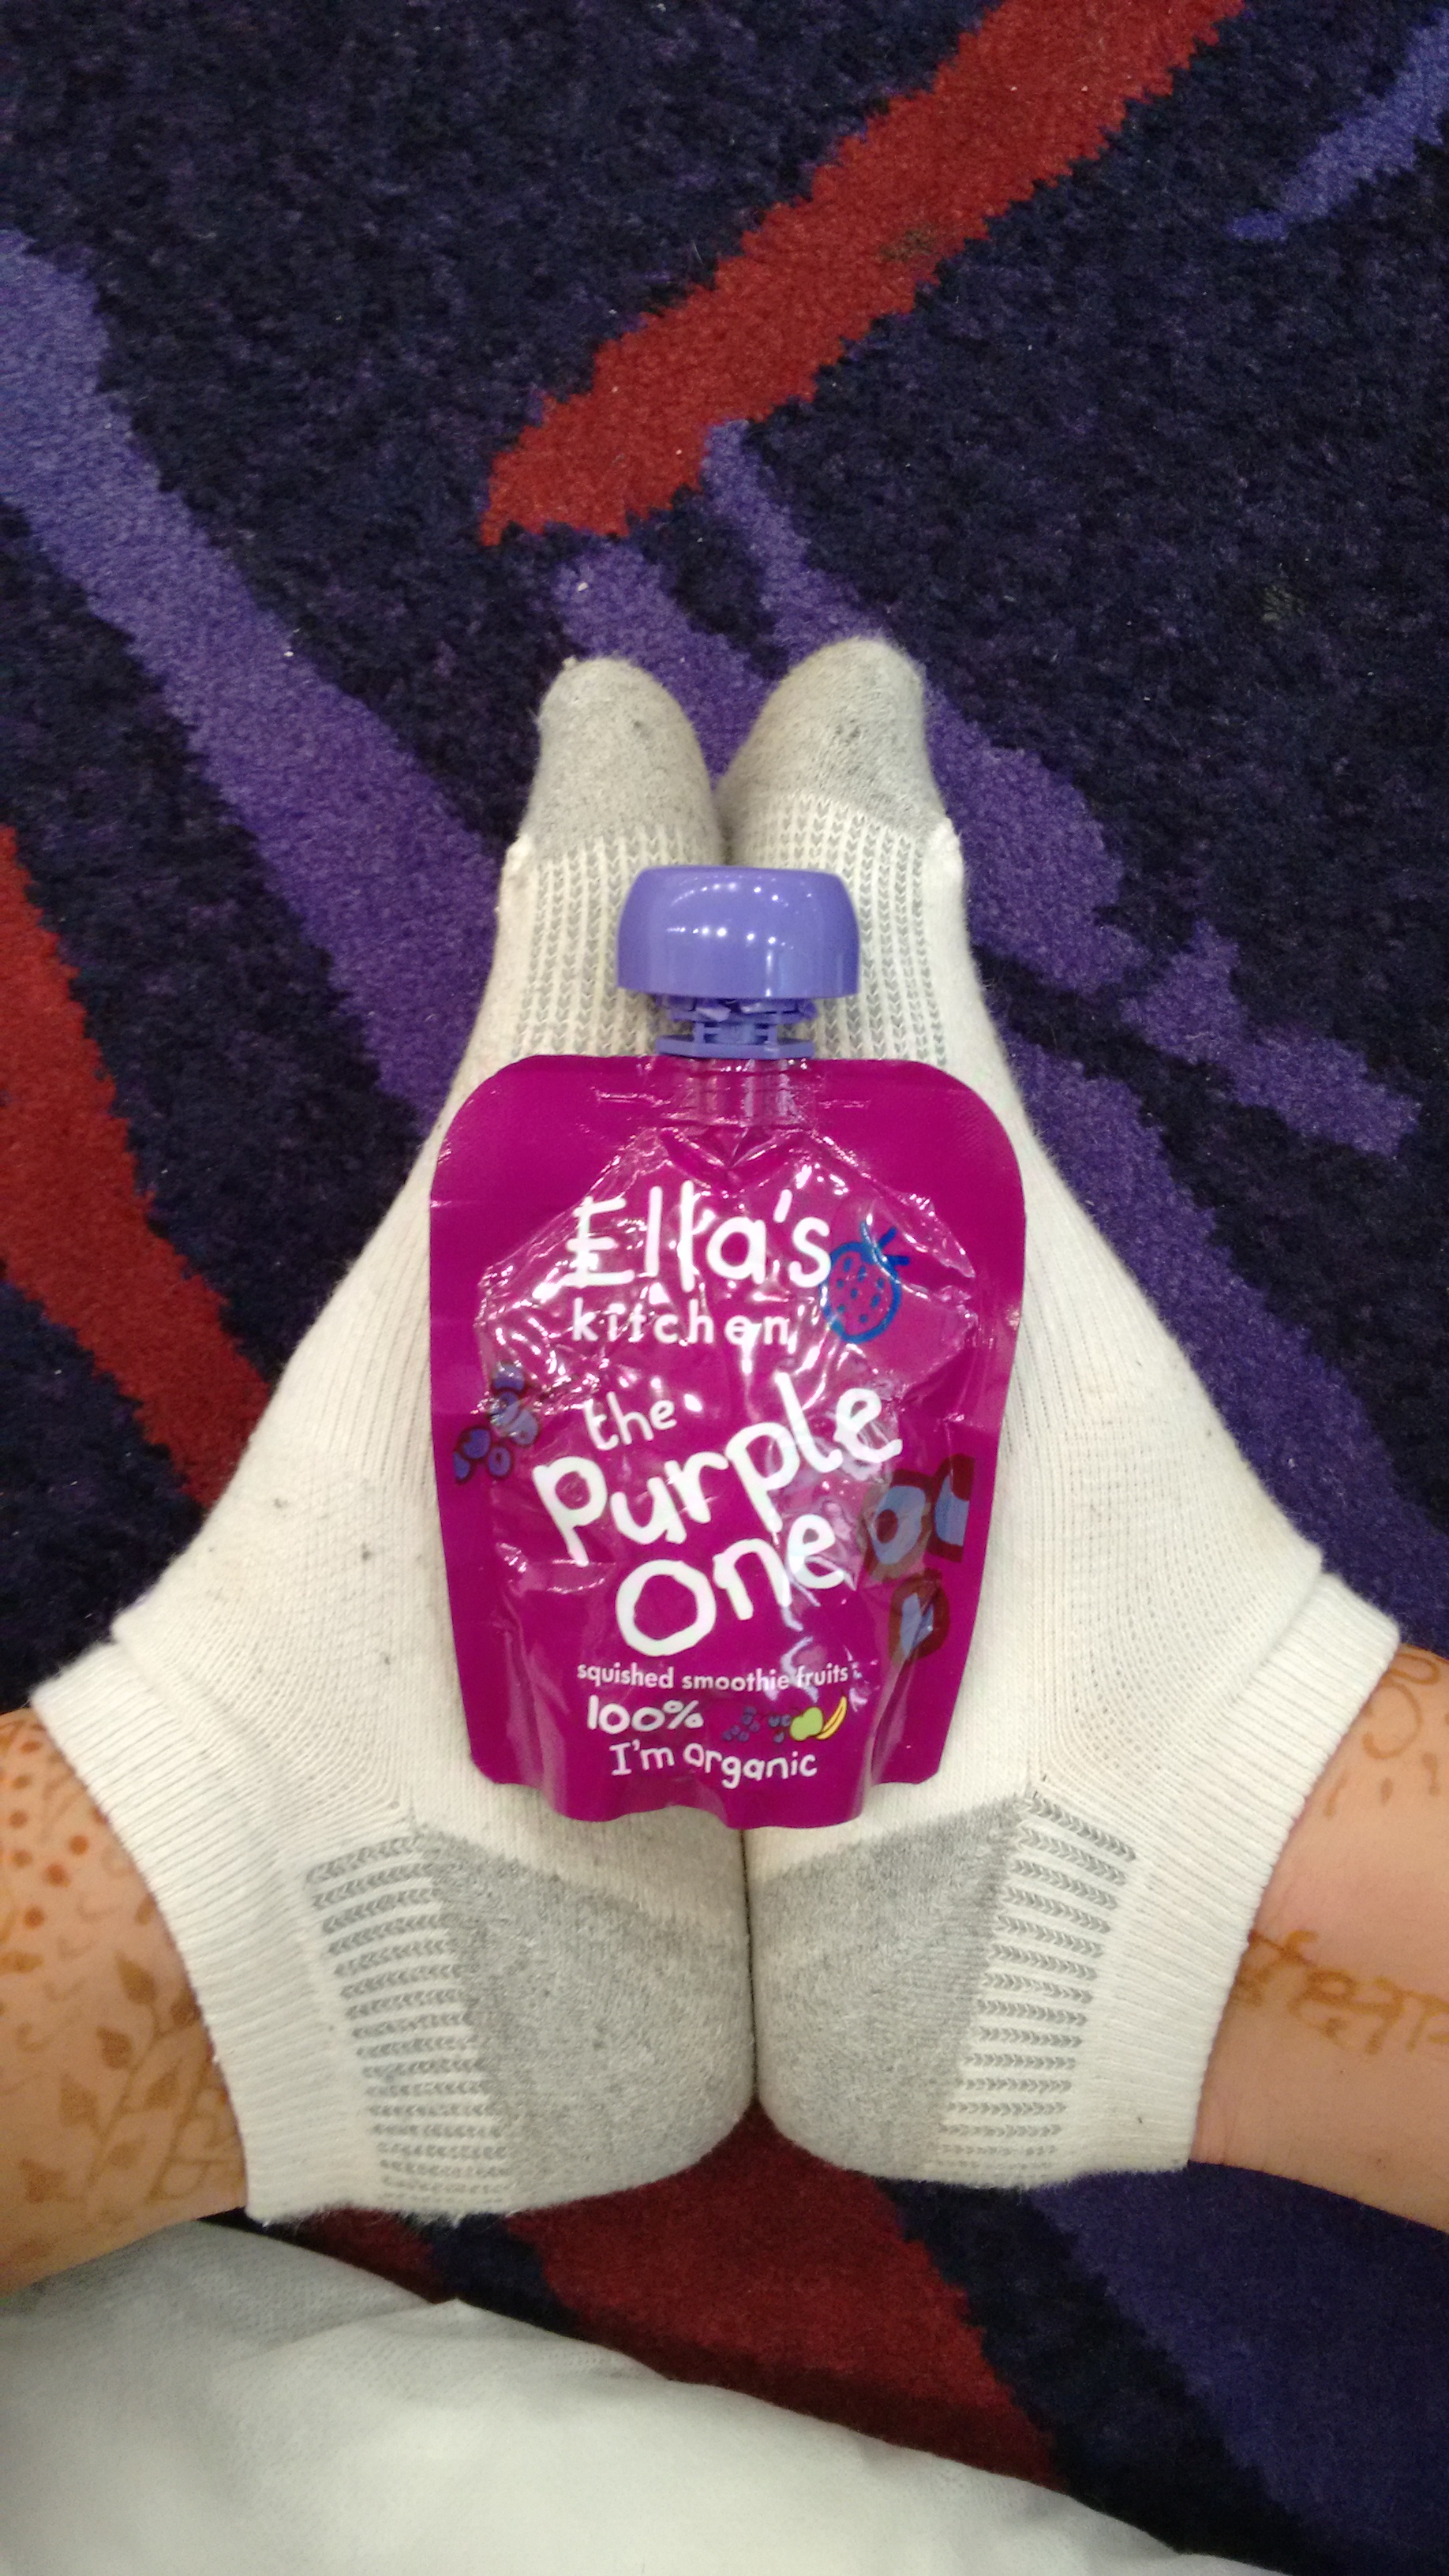 Ella's
kitchen
the
Purple
One
squished smoothie fruits
100%
I'm organic